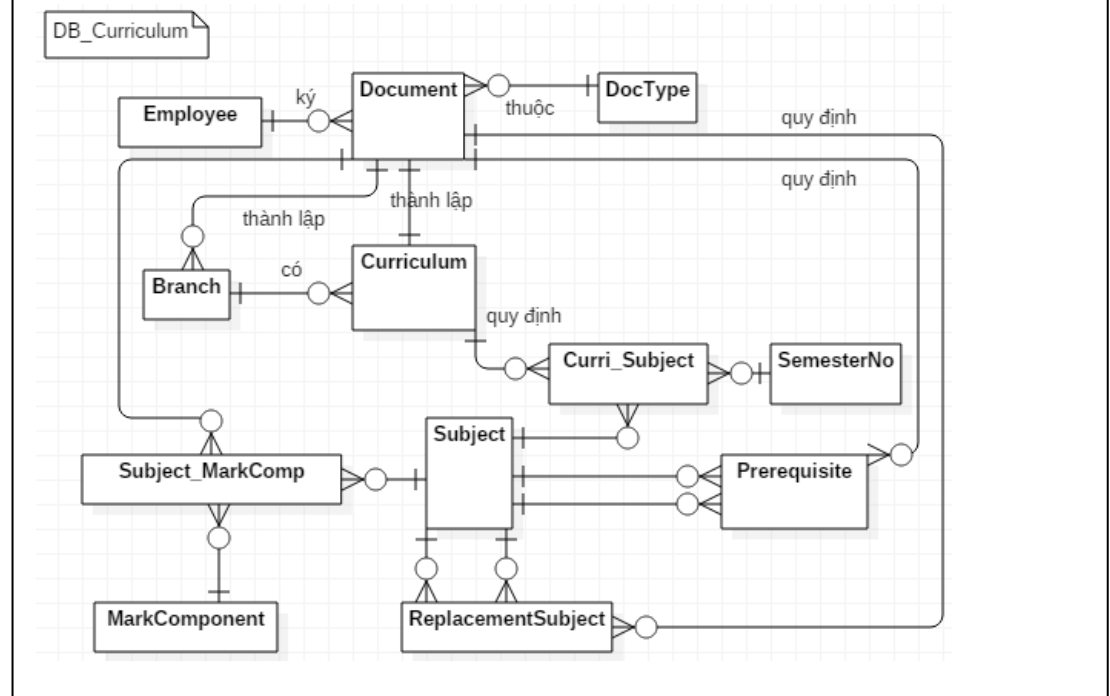 DB_Curriculum
Document
DocType
Employee
ký
thuộc
quy định
quy định
thành lập
thành lập
Curriculum
có
Branch
quy định
Curri_Subject
SemesterNo
Subject
Subject_MarkComp
Prerequisite
MarkComponent
ReplacementSubject